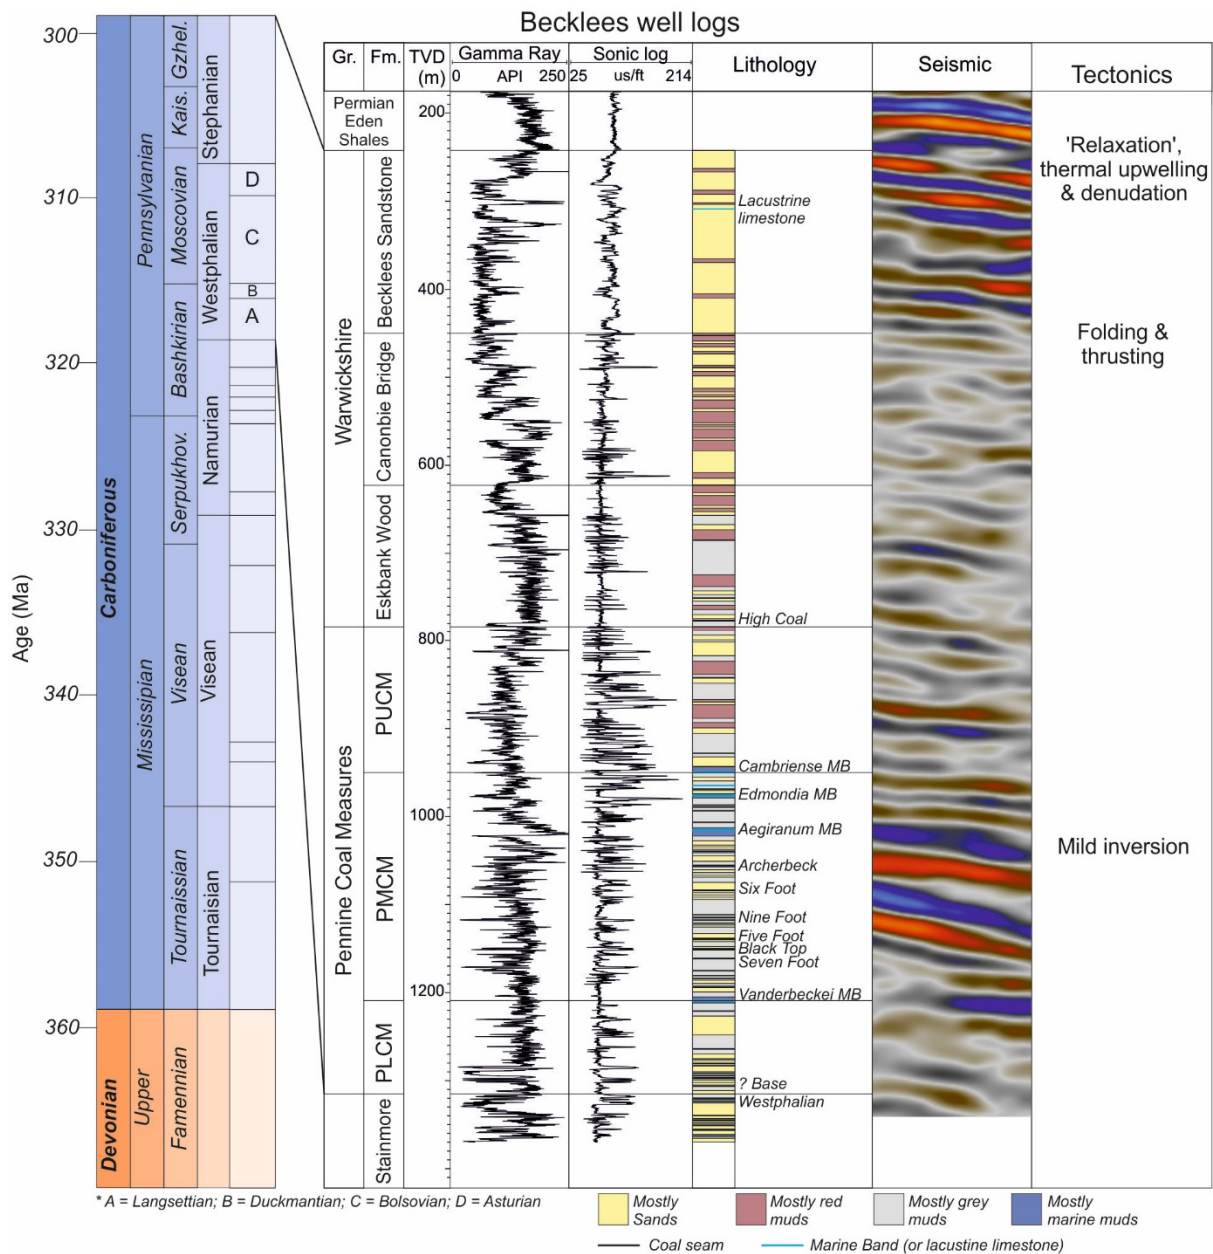 Becklees well logs
Gr.
Fm.
TVD
(m)
Gamma Ray
0 API 250
Sonic log
25 us/ft 214
Lithology
Seismic
Tectonics
Age (Ma)
300
310
320
330
340
350
360
Carboniferous
Devonian
Pennsylvanian
Mississipian
Upper
Gzhel.
Kais.
Moscovian
Bashkirian
Serpukhov.
Visean
Tournaissian
Famennian
Stephanian
Westphalian
Namurian
Visean
Tournaisian
D
C
B
A
Permian
Eden
Shales
Warwickshire
Pennine Coal Measures
Becklees Sandstone
Canonbie Bridge
Eskbank Wood
PUCM
PMCM
PLCM
Stainmore
200
400
600
800
1000
1200
Lacustrine
limestone
High Coal
Cambriense MB
Edmondia MB
Aegiranum MB
Archerbeck
Six Foot
Nine Foot
Five Foot
Black Top
Seven Foot
Vanderbeckei MB
? Base
Westphalian
'Relaxation',
thermal upwelling
& denudation
Folding &
thrusting
Mild inversion
* A = Langsettian; B = Duckmantian; C = Bolsovian; D = Asturian
Mostly
Sands
Mostly red
muds
Mostly grey
muds
Mostly
marine muds
Coal seam
Marine Band (or lacustine limestone)